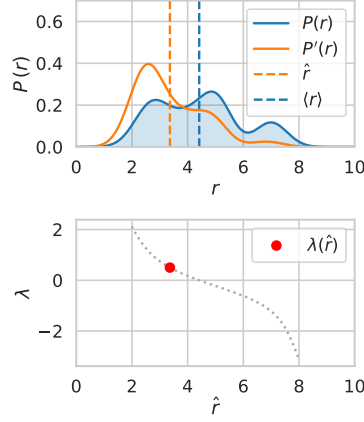 0.6
0.4
0.2
0.0
P(r)
P(r)
P′(r)
r̂
⟨r⟩
0 2 4 6 8 10
r
2
0
−2
λ
λ(r̂)
0 2 4 6 8 10
r̂